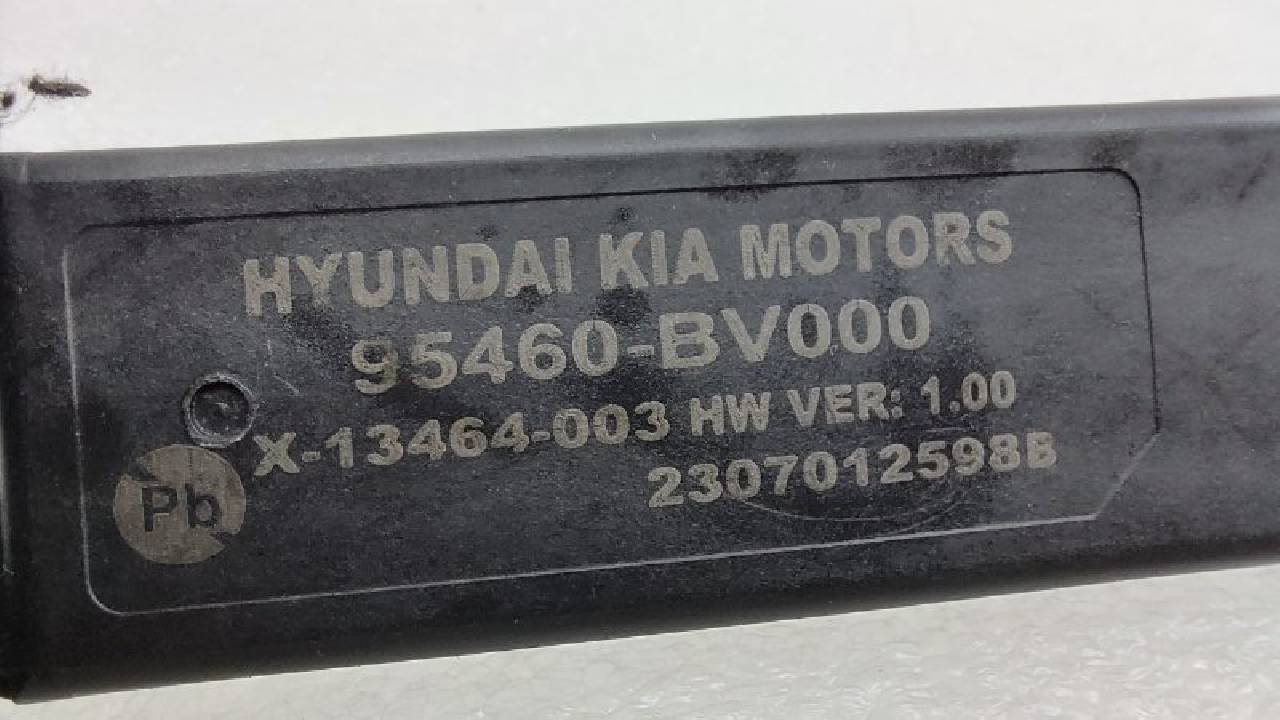 HYUNDAI KIA MOTORS
95460-BV000
X-13464-003 HW VER: 1.00
2307012598B
Pb